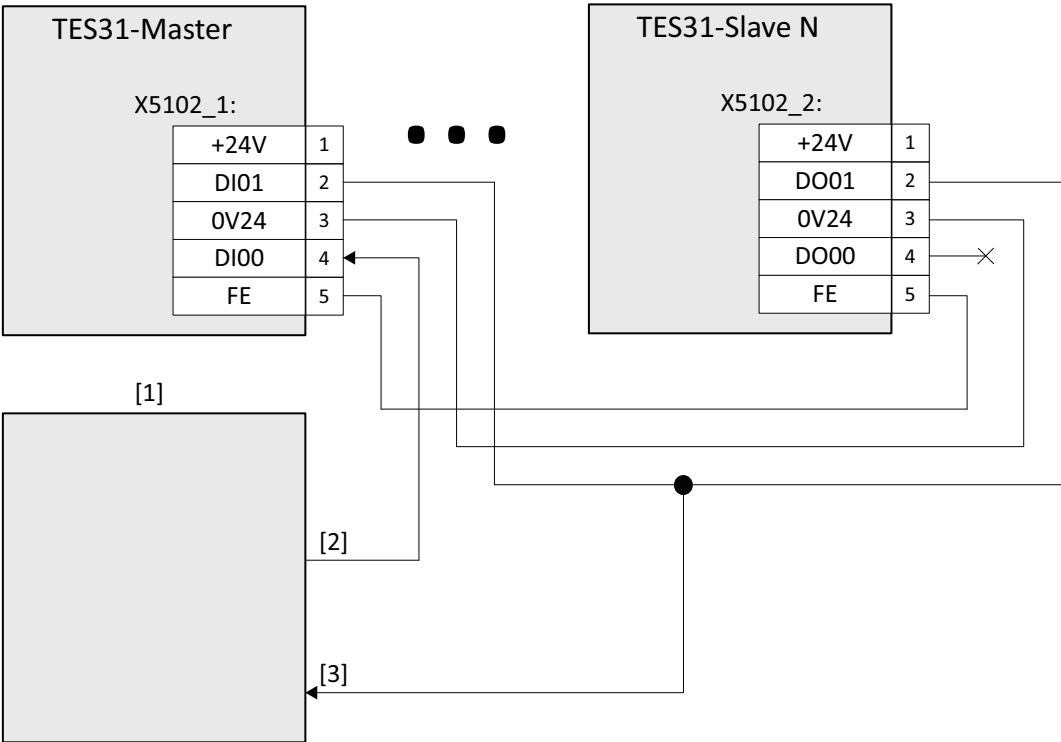 TES31-Master
X5102_1:
+24V 1
DI01 2
0V24 3
DI00 4
FE 5
TES31-Slave N
X5102_2:
+24V 1
DO01 2
0V24 3
DO00 4
FE 5
[1]
[2]
[3]